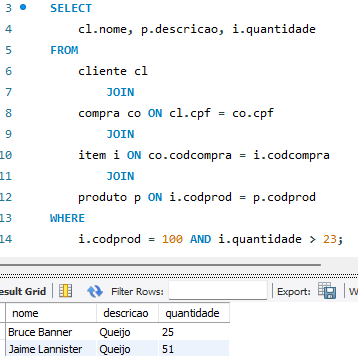 3 SELECT
4 cl.nome, p.descricao, i.quantidade
5 FROM
6 cliente cl
7 JOIN
8 compra co ON cl.cpf = co.cpf
9 JOIN
10 item i ON co.codcompra = i.codcompra
11 JOIN
12 produto p ON i.codprod = p.codprod
13 WHERE
14 i.codprod = 100 AND i.quantidade > 23;
esult Grid Filter Rows: Export: W
nome descricao quantidade
Bruce Banner Queijo 25
Jaime Lannister Queijo 51